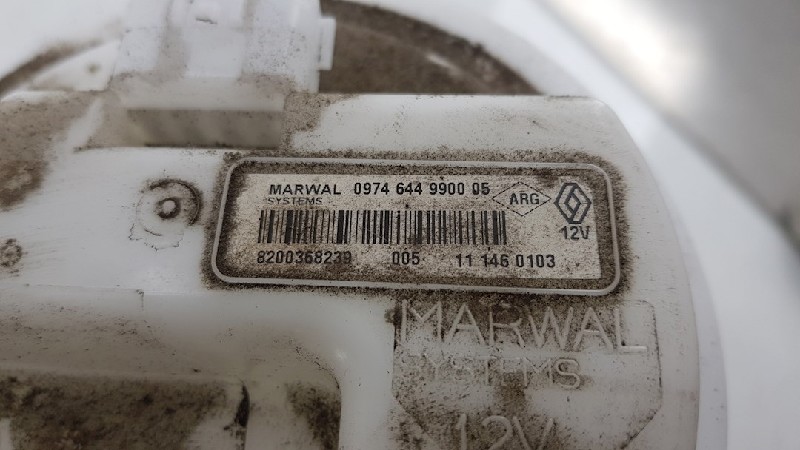 MARWAL 0974 644 9900 05 ARG
SYSTEMS
12V
8200368239 005 11 146 0103
MARWAL
SYSTEMS
12V